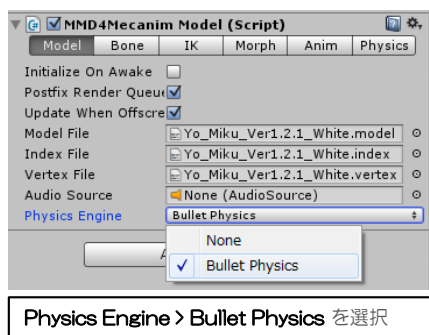 MMD4Mecanim Model (Script)
Model Bone IK Morph Anim Physics
Initialize On Awake
Postfix Render Queue
Update When Offscre
Model File Yo_Miku_Ver1.2.1_White.model
Index File Yo_Miku_Ver1.2.1_White.index
Vertex File Yo_Miku_Ver1.2.1_White.vertex
Audio Source None (AudioSource)
Physics Engine Bullet Physics
None
Bullet Physics
Physics Engine > Bullet Physics を選択